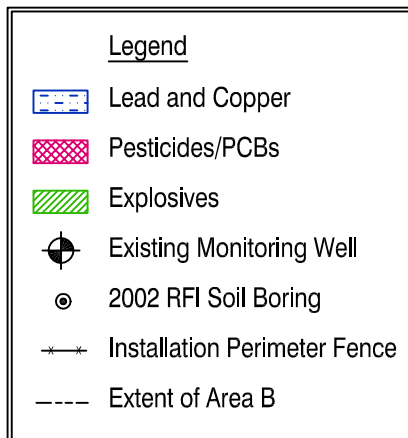 Legend
Lead and Copper
Pesticides/PCBs
Explosives
Existing Monitoring Well
2002 RFI Soil Boring
Installation Perimeter Fence
Extent of Area B